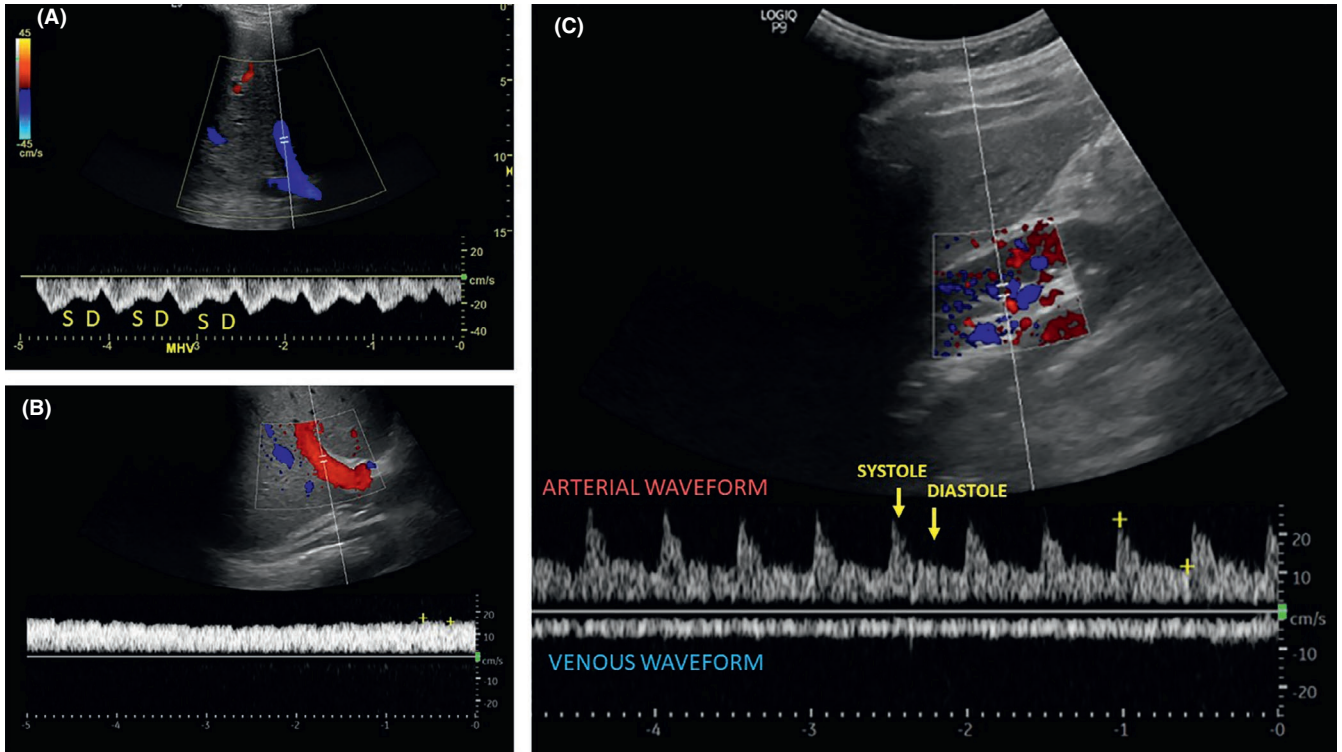 (A)
0
45
-45
cm/s
5
10
15
20
cm/s
-20
-40
S D S D S D
-5 -4 -3 -2 -1 -0
MHV
(B)
20
10
cm/s
-10
-20
-5 -4 -3 -2 -1 -0
(C)
LOGIQ
P9
SYSTOLE
ARTERIAL WAVEFORM
DIASTOLE
20
10
cm/s
VENOUS WAVEFORM
-10
-20
-4 -3 -2 -1 -0